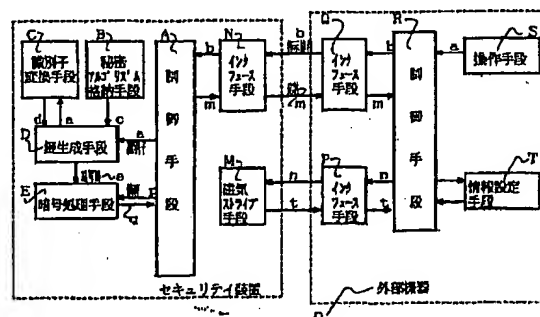 C
識別子
変換手段
B
秘密
アルゴリズム
格納手段
A
制
御
手
段
N
インタ
フェース
手段
Q
インタ
フェース
手段
R
制
御
手
段
S
操作手段
b
b
b
a
m
m
m
d
a
c
a
D
鍵生成手段
e
E
暗号処理手段
M
磁気
ストライプ
手段
n
t
P
インタ
フェース
手段
n
t
T
情報設定
手段
セキュリティ装置
外部機器